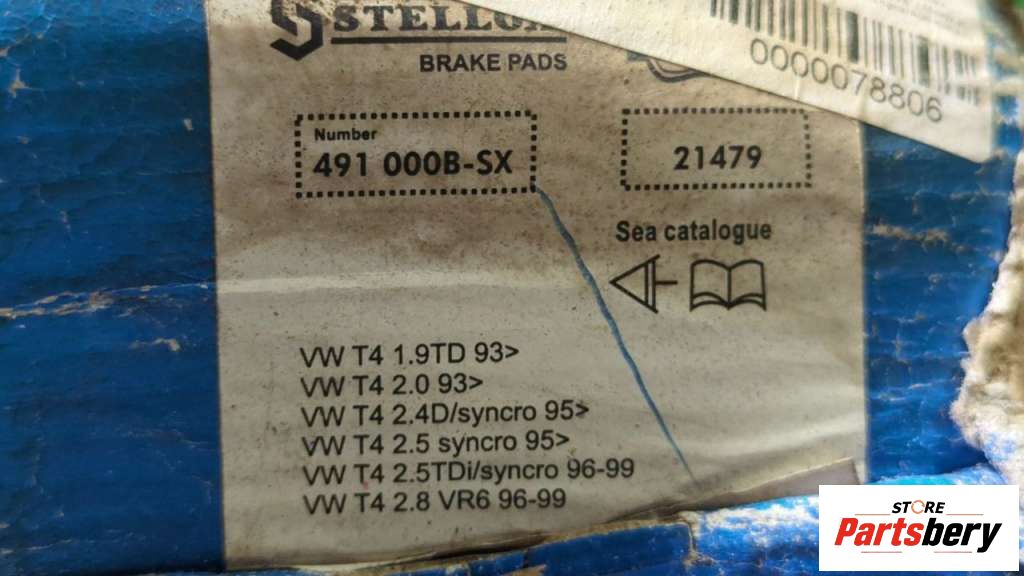 BRAKE PADS
0000078806
Number
491 000B-SX
21479
Sea catalogue
VW T4 1.9TD 93>
VW T4 2.0 93>
VW T4 2.4D/syncro 95>
VW T4 2.5 syncro 95>
VW T4 2.5TDi/syncro 96-99
VW T4 2.8 VR6 96-99
STORE
Partsbery